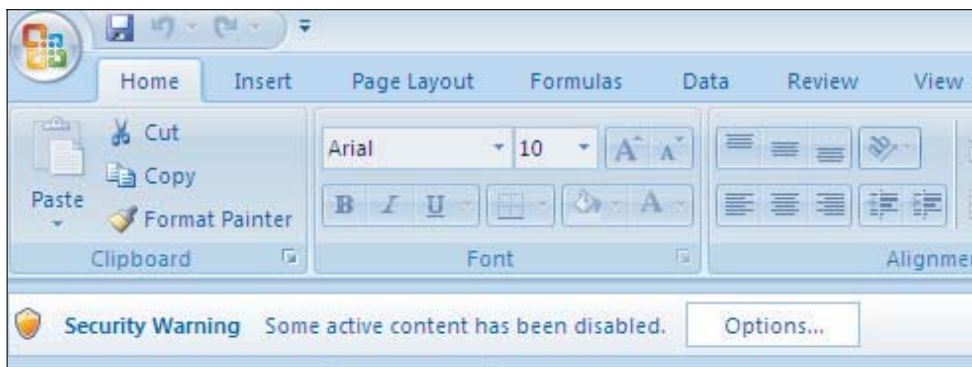 Home Insert Page Layout Formulas Data Review View
Cut
Arial 10 A A
Copy
Paste
B I U A
Format Painter
Clipboard Font Alignme
Security Warning Some active content has been disabled. Options...